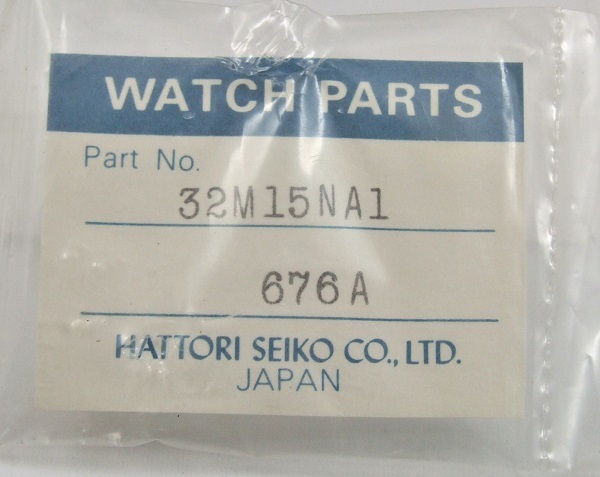 WATCH PARTS
Part No.
32M15NA1
676A
HATTORI SEIKO CO., LTD.
JAPAN